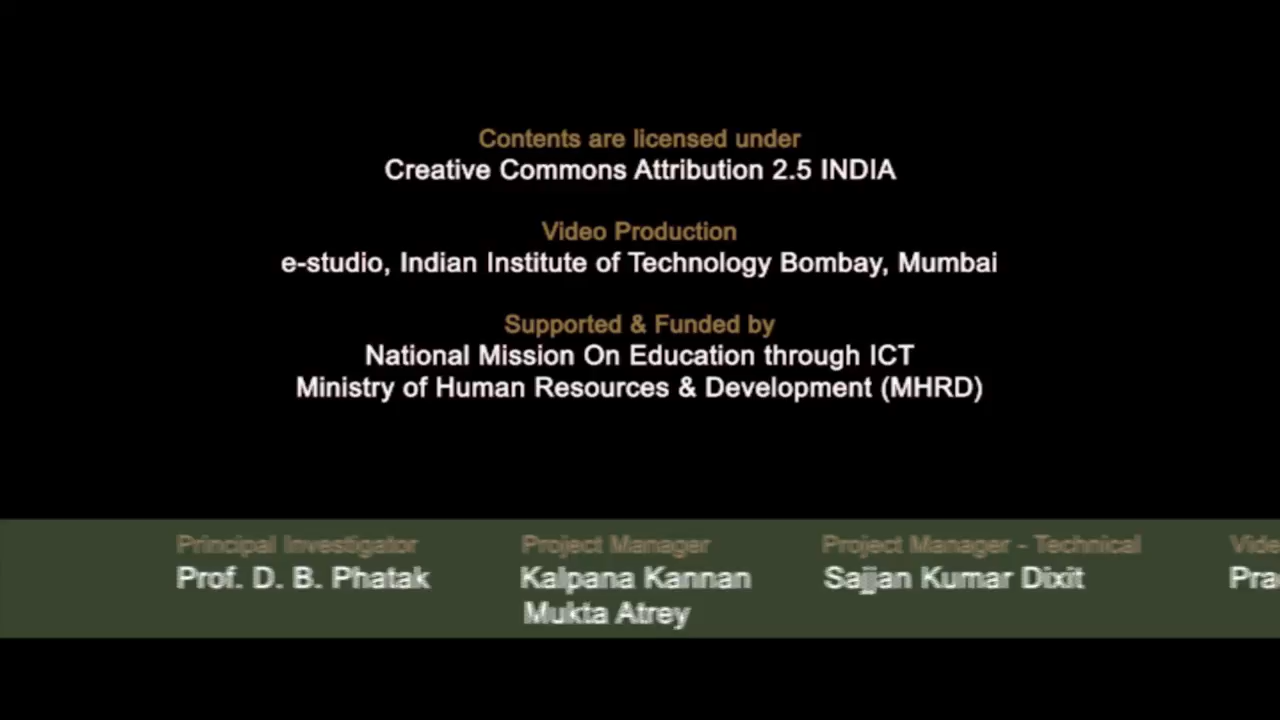 Contents are licensed under
Creative Commons Attribution 2.5 INDIA
Video Production
e-studio, Indian Institute of Technology Bombay, Mumbai
Supported & Funded by
National Mission On Education through ICT
Ministry of Human Resources & Development (MHRD)
Principal Investigator
Prof. D. B. Phatak
Project Manager
Kalpana Kannan
Mukta Atrey
Project Manager - Technical
Sajjan Kumar Dixit